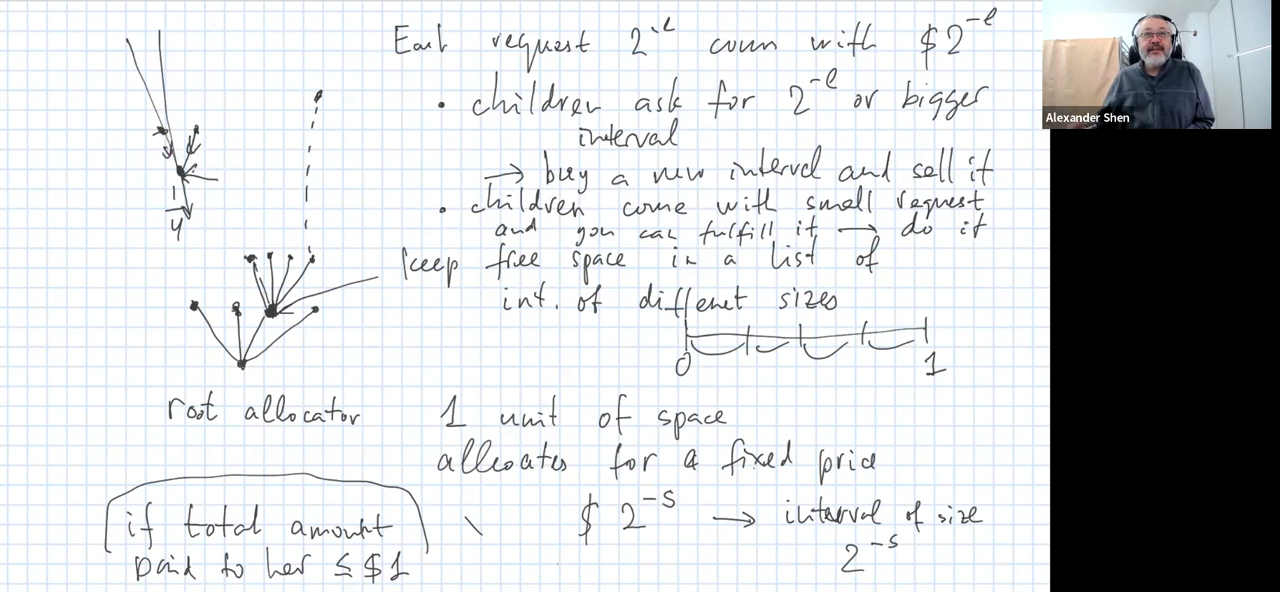 Each request 2^-l comes with $2^-l
Alexander Shen
• children ask for 2^-l or bigger
interval
→ buy a new interval and sell it
• children come with small request
and you can fulfill it → do it
keep free space in a list of
int. of different sizes
0 1
root allocator 1 unit of space
allocates for a fixed price
if total amount $ 2^-s → interval of size
paid to her ≤ $1 2^-s